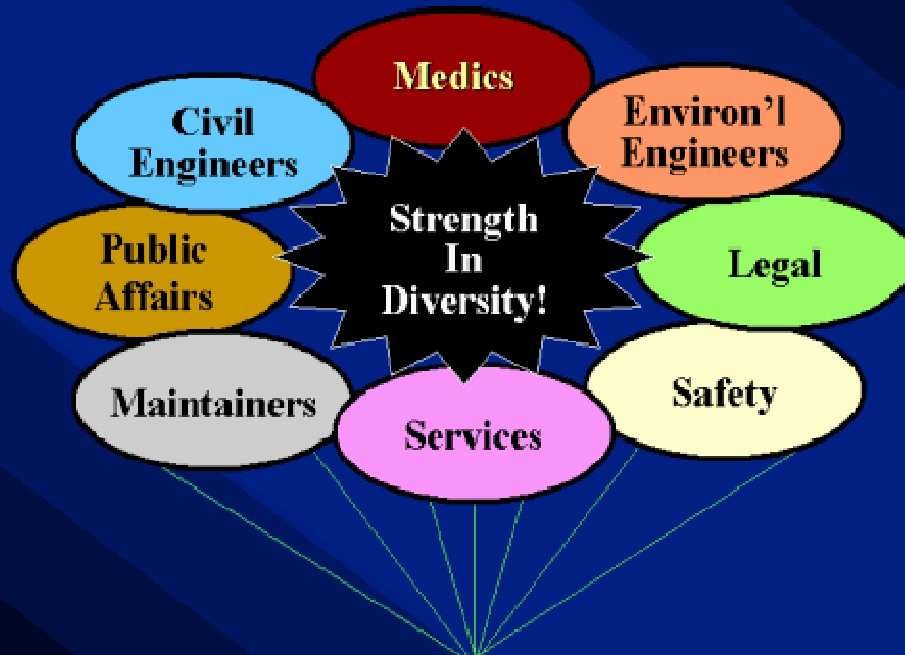 Medics
Civil
Engineers
Environ'l
Engineers
Strength
In
Diversity!
Public
Affairs
Legal
Maintainers
Services
Safety